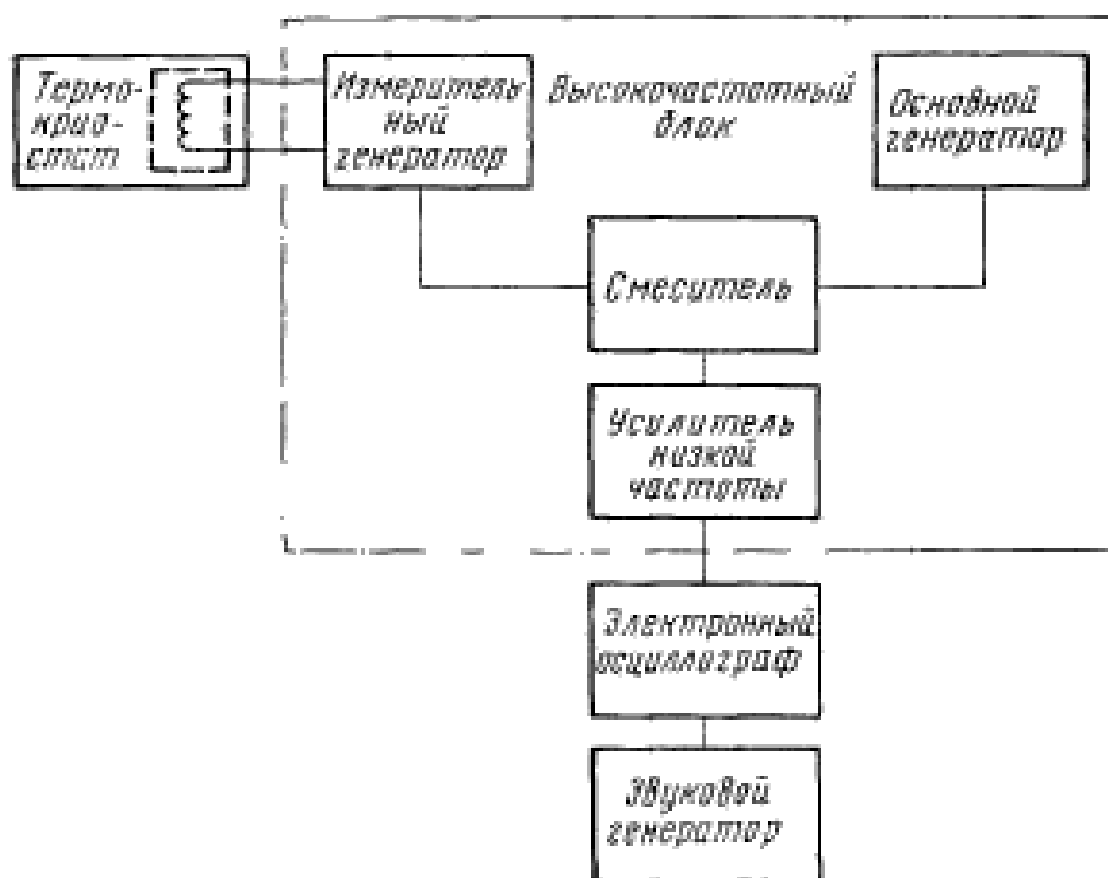 Термо-
крио-
стат
Измеритель
ный
генератор
Высокочастотный
блок
Основной
генератор
Смеситель
Усилитель
низкой
частоты
Электронный
осциллограф
Звуковой
генератор